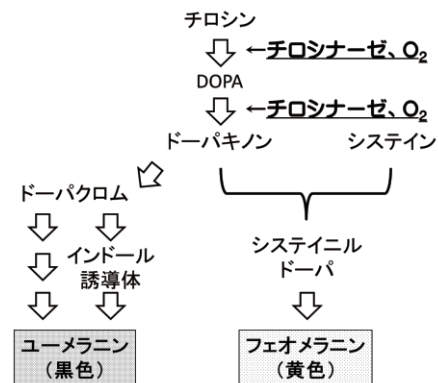 チロシン
←チロシナーゼ、O₂
DOPA
←チロシナーゼ、O₂
ドーパキノン
システイン
ドーパクロム
インドール
誘導体
システイニル
ドーパ
ユーメラニン
（黒色）
フェオメラニン
（黄色）